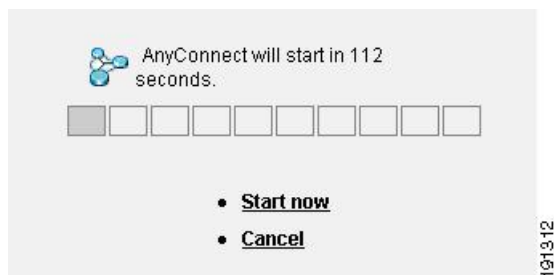 AnyConnect will start in 112
seconds.
Start now
Cancel
191312